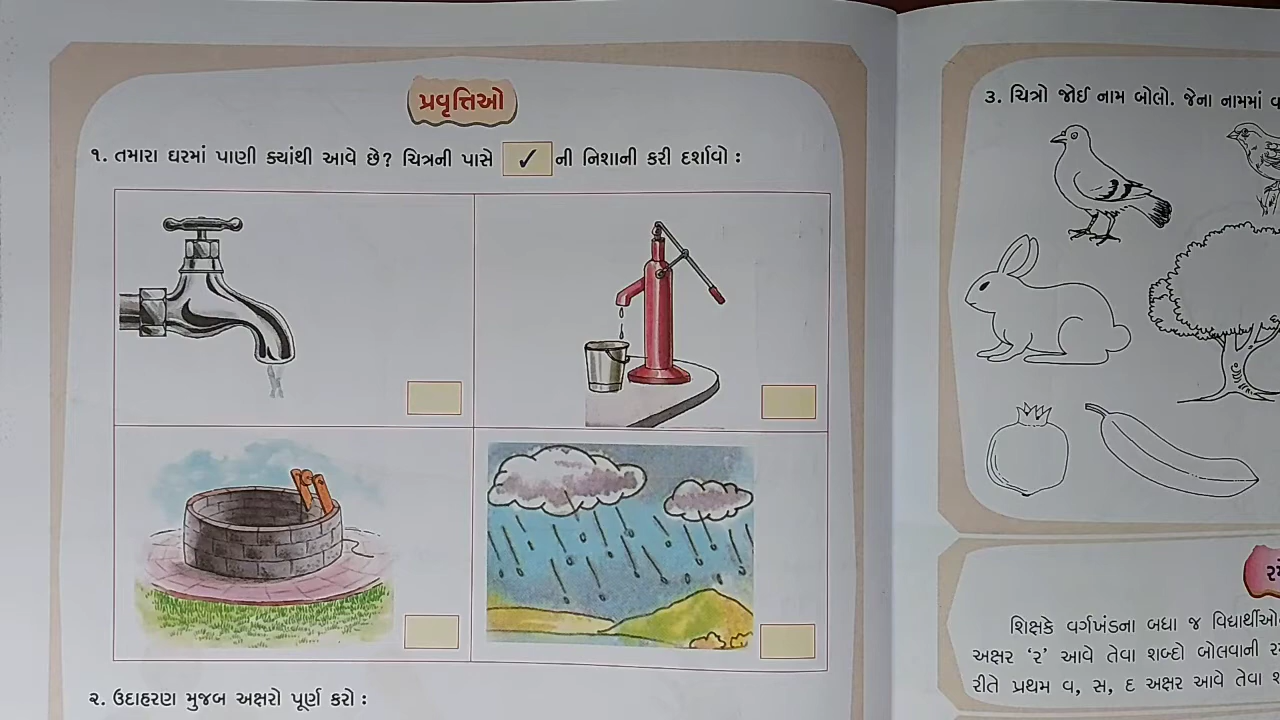 પ્રવૃત્તિઓ
૧. તમારા ઘરમાં પાણી ક્યાંથી આવે છે? ચિત્રની પાસે ✓ ની નિશાની કરી દર્શાવો :
૨. ઉદાહરણ મુજબ અક્ષરો પૂર્ણ કરો :
૩. ચિત્રો જોઈ નામ બોલો. જેના નામમાં
શિક્ષકે વર્ગખંડના બધા જ વિદ્યાર્થીઓ
અક્ષર ‘ર’ આવે તેવા શબ્દો બોલવાની
રીતે પ્રથમ વ, સ, દ અક્ષર આવે તેવા